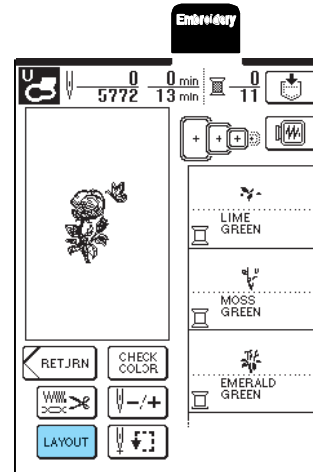 Embroidery
U
0
5772
0 min
13 min
0
11
LIME
GREEN
MOSS
GREEN
EMERALD
GREEN
RETURN
CHECK
COLOR
-/+
LAYOUT